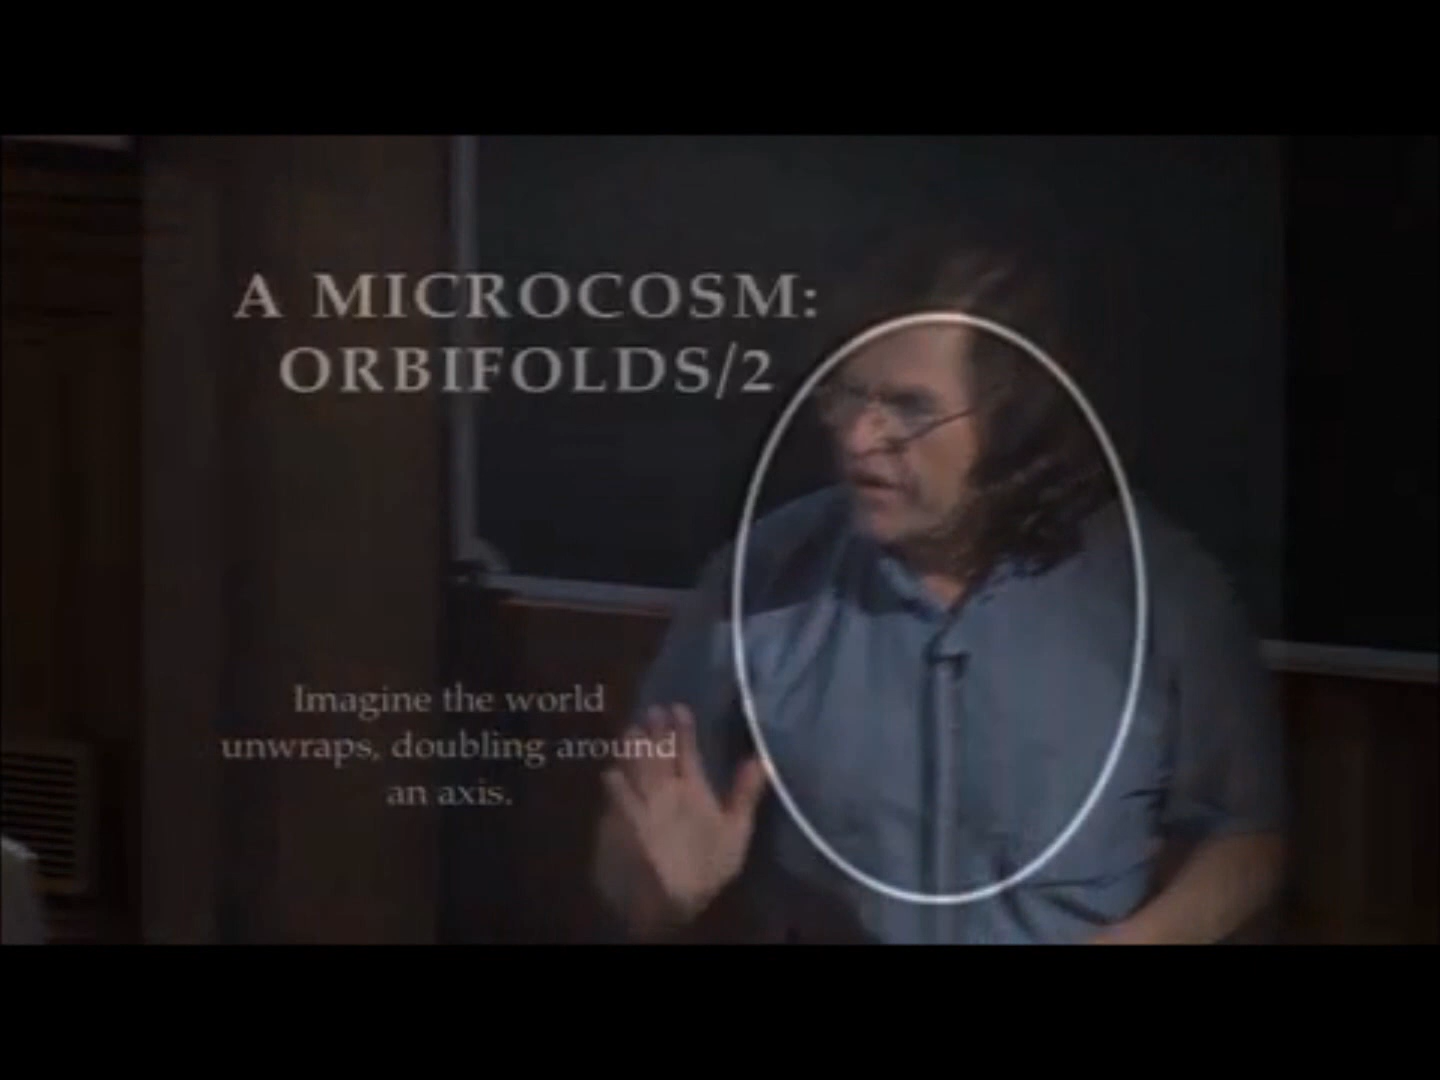 A MICROCOSM:
ORBIFOLDS/2
Imagine the world
unwraps, doubling around
an axis.